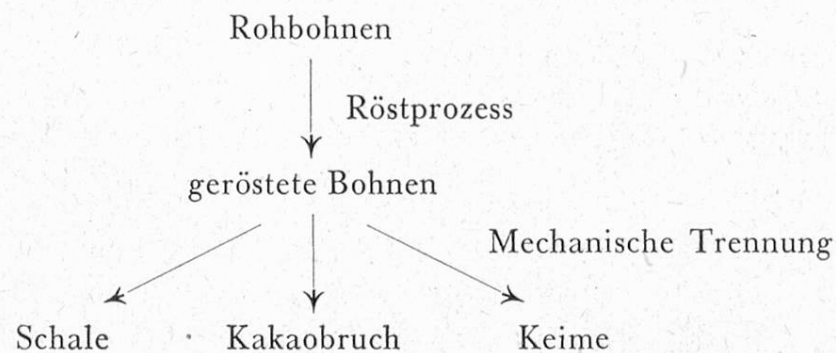 Rohbohnen
Röstprozess
geröstete Bohnen
Mechanische Trennung
Schale Kakaobruch Keime